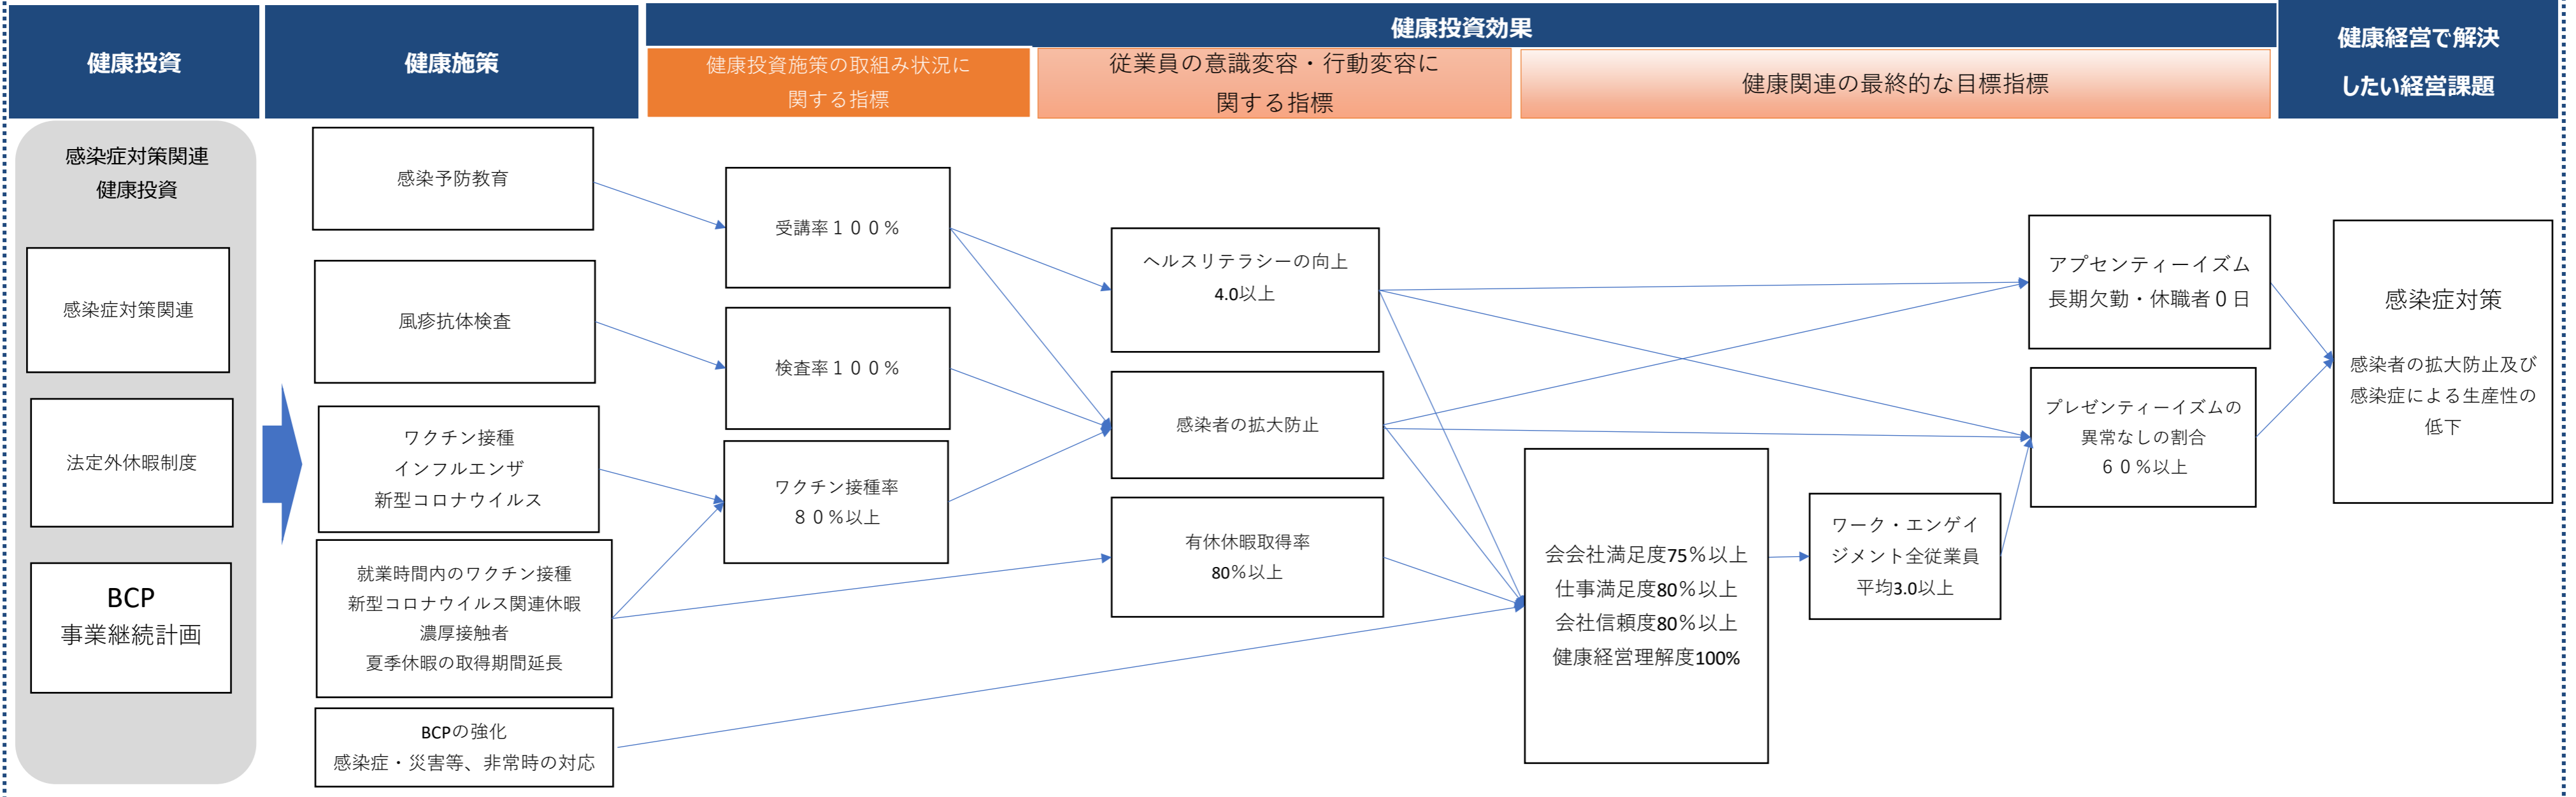 健康投資
健康施策
健康投資効果
健康投資施策の取組み状況に
関する指標
従業員の意識変容・行動変容に
関する指標
健康関連の最終的な目標指標
健康経営で解決
したい経営課題
感染症対策関連
健康投資
感染症対策関連
法定外休暇制度
BCP
事業継続計画
感染予防教育
風疹抗体検査
ワクチン接種
インフルエンザ
新型コロナウイルス
就業時間内のワクチン接種
新型コロナウイルス関連休暇
濃厚接触者
夏季休暇の取得期間延長
BCPの強化
感染症・災害等、非常時の対応
受講率１００％
検査率１００％
ワクチン接種率
８０％以上
ヘルスリテラシーの向上
4.0以上
感染者の拡大防止
有休休暇取得率
80％以上
会会社満足度75％以上
仕事満足度80％以上
会社信頼度80％以上
健康経営理解度100%
ワーク・エンゲイ
ジメント全従業員
平均3.0以上
アプセンティーイズム
長期欠勤・休職者０日
プレゼンティーイズムの
異常なしの割合
６０％以上
感染症対策
感染者の拡大防止及び
感染症による生産性の
低下